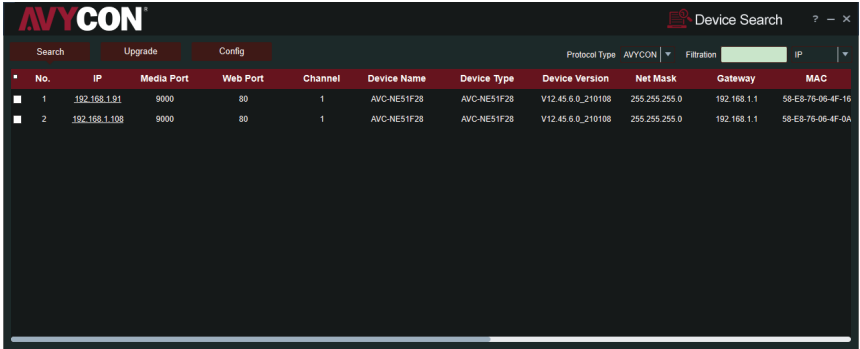 AVYCON
Device Search ? – ×
Search Upgrade Config Protocol Type AVYCON Filtration IP
No. IP Media Port Web Port Channel Device Name Device Type Device Version Net Mask Gateway MAC
1 192.168.1.91 9000 80 1 AVC-NE51F28 AVC-NE51F28 V12.45.6.0_210108 255.255.255.0 192.168.1.1 58-E8-76-06-4F-16
2 192.168.1.108 9000 80 1 AVC-NE51F28 AVC-NE51F28 V12.45.6.0_210108 255.255.255.0 192.168.1.1 58-E8-76-06-4F-0A